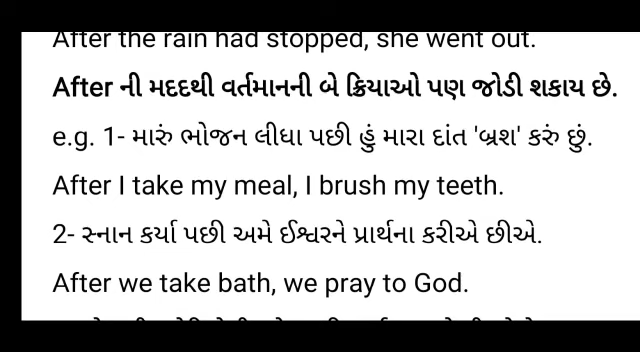 After the rain had stopped, she went out.
After ની મદદથી વર્તમાનની બે ક્રિયાઓ પણ જોડી શકાય છે.
e.g. 1- મારું ભોજન લીધા પછી હું મારા દાંત 'બ્રશ' કરું છું.
After I take my meal, I brush my teeth.
2- સ્નાન કર્યા પછી અમે ઈશ્વરને પ્રાર્થના કરીએ છીએ.
After we take bath, we pray to God.